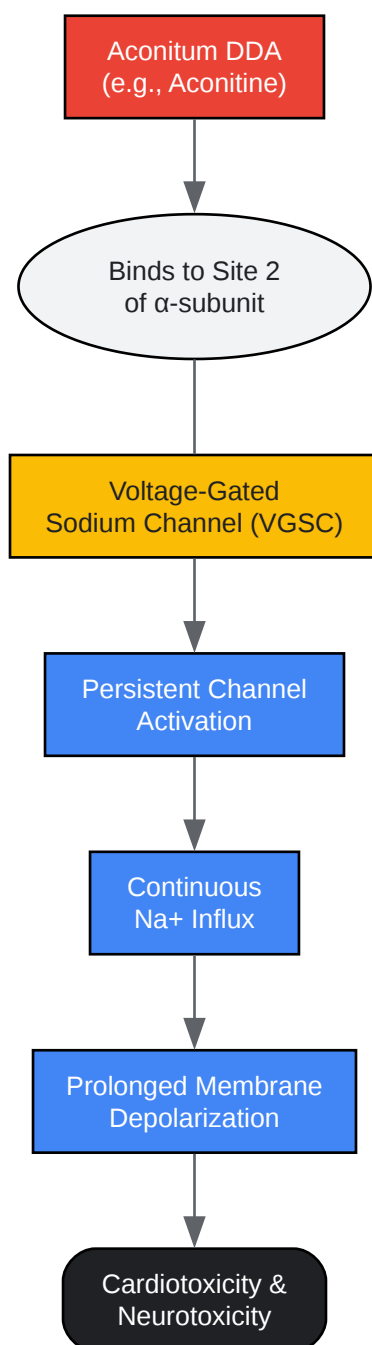 Aconitum DDA
(e.g., Aconitine)
Binds to Site 2
of α-subunit
Voltage-Gated
Sodium Channel (VGSC)
Persistent Channel
Activation
Continuous
Na+ Influx
Prolonged Membrane
Depolarization
Cardiotoxicity &
Neurotoxicity